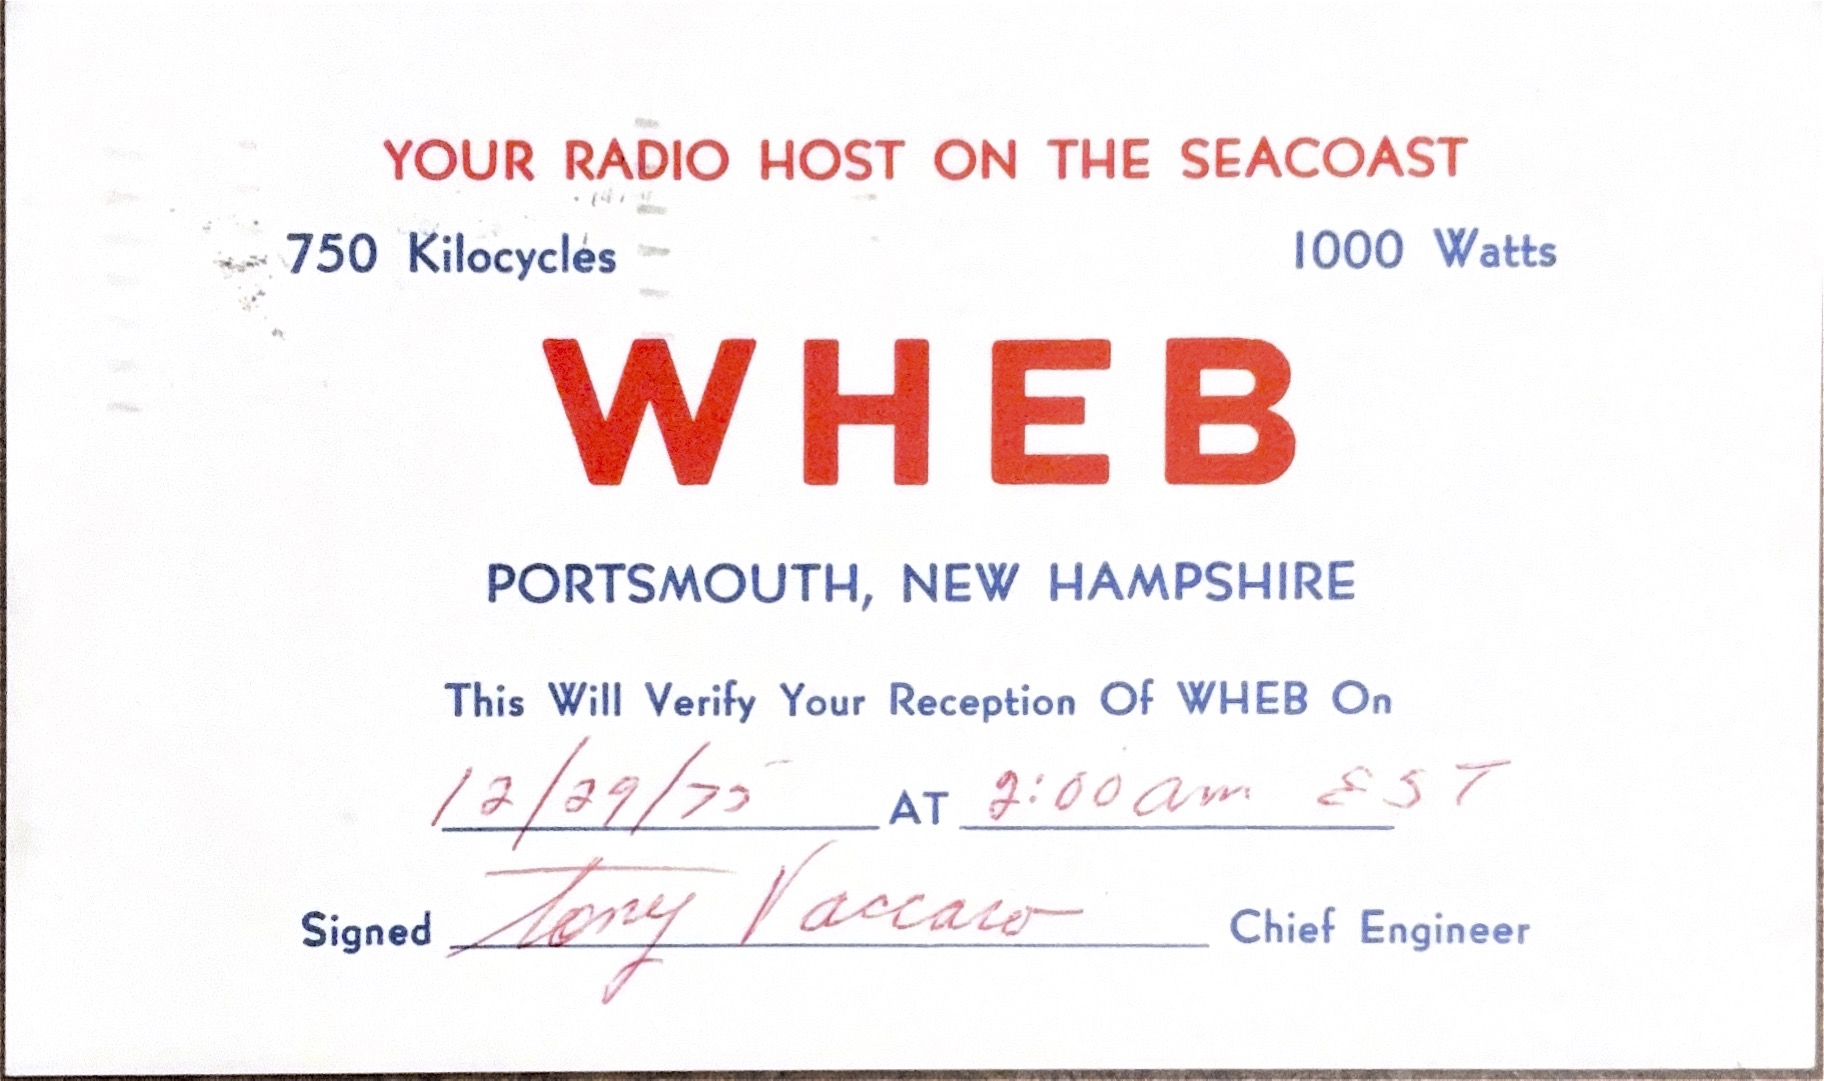 YOUR RADIO HOST ON THE SEACOAST
750 Kilocycles 1000 Watts
WHEB
PORTSMOUTH, NEW HAMPSHIRE
This Will Verify Your Reception Of WHEB On
12/29/75 AT 2:00 am EST
Signed Tony Vaccaro Chief Engineer